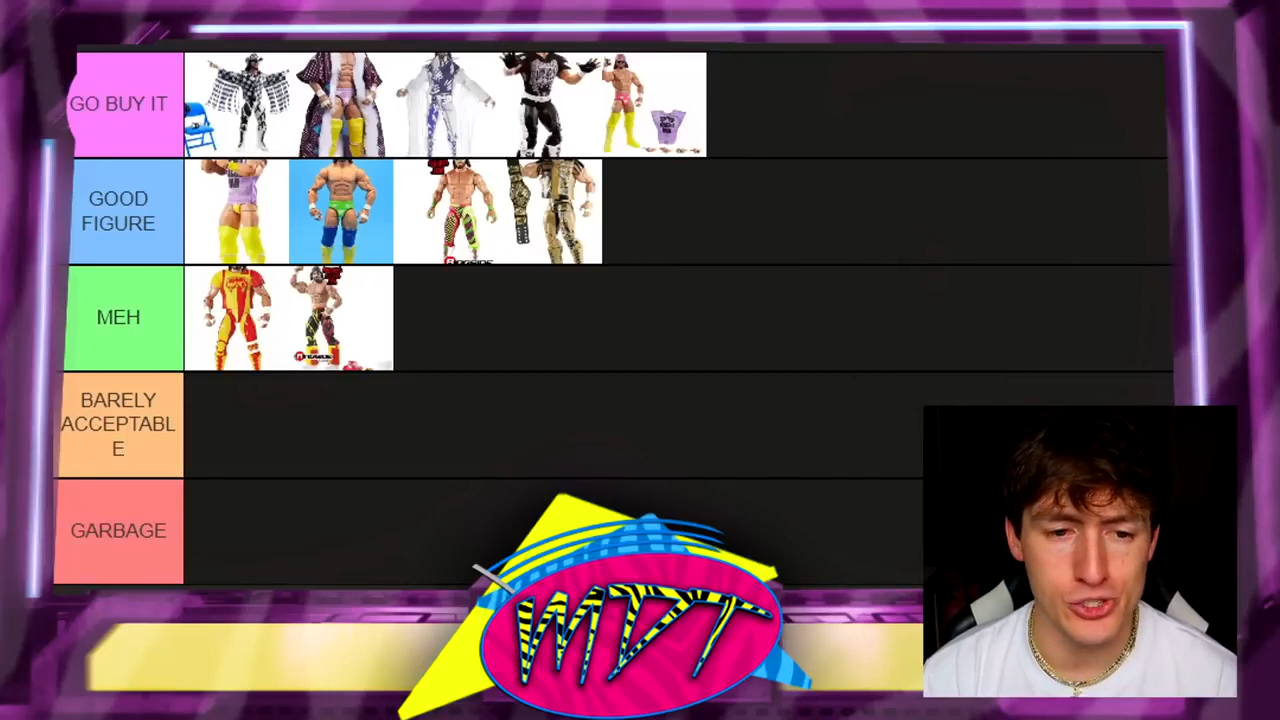 GO BUY IT
GOOD
FIGURE
MEH
BARELY
ACCEPTABL
E
GARBAGE
WDT